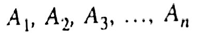 A₁, A₂, A₃, ..., Aₙ